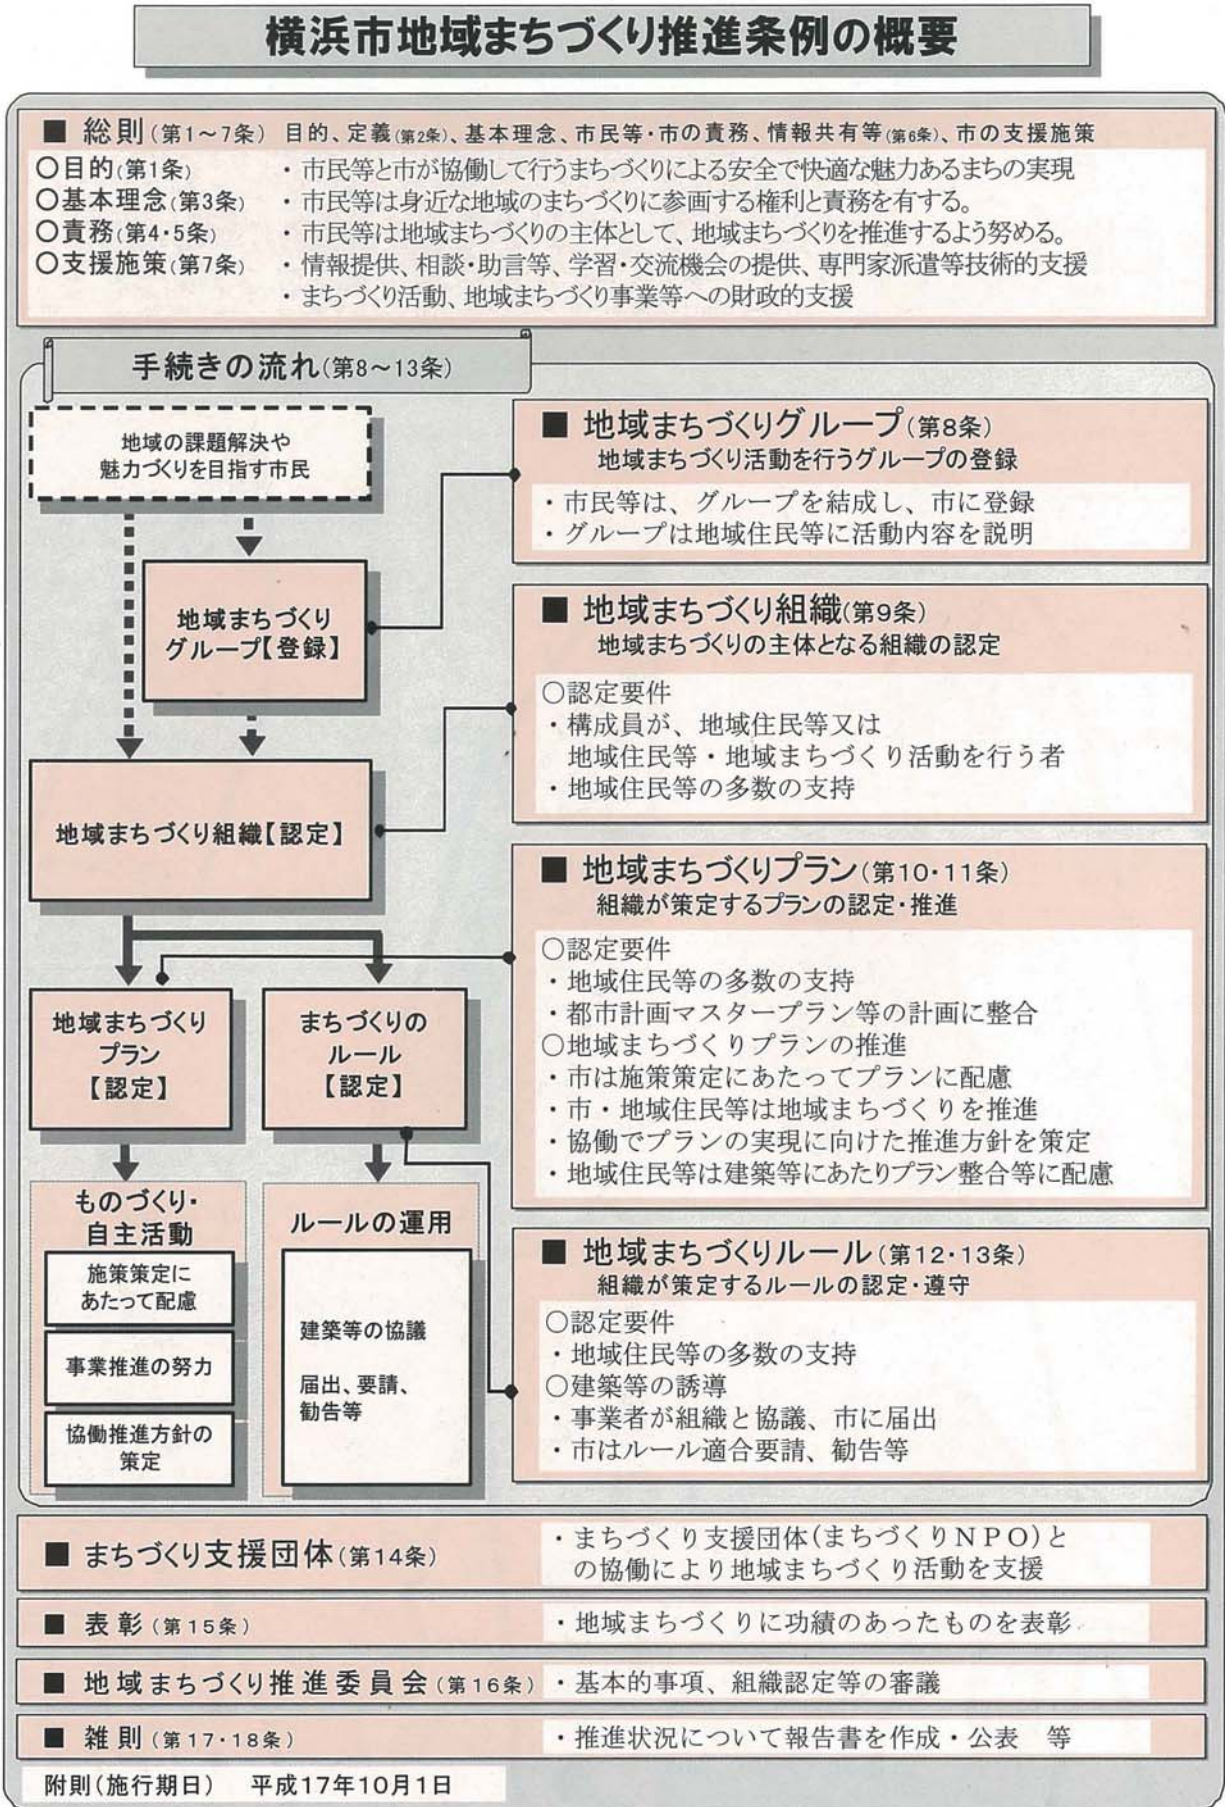 横浜市地域まちづくり推進条例の概要
■ 総則(第1～7条) 目的、定義(第2条)、基本理念、市民等・市の責務、情報共有等(第6条)、市の支援施策
○目的(第1条) ・市民等と市が協働して行うまちづくりによる安全で快適な魅力あるまちの実現
○基本理念(第3条) ・市民等は身近な地域のまちづくりに参画する権利と責務を有する。
○責務(第4・5条) ・市民等は地域まちづくりの主体として、地域まちづくりを推進するよう努める。
○支援施策(第7条) ・情報提供、相談・助言等、学習・交流機会の提供、専門家派遣等技術的支援
・まちづくり活動、地域まちづくり事業等への財政的支援
手続きの流れ(第8～13条)
地域の課題解決や
魅力づくりを目指す市民
地域まちづくり
グループ【登録】
地域まちづくり組織【認定】
地域まちづくり
プラン
【認定】
まちづくりの
ルール
【認定】
ものづくり・
自主活動
施策策定に
あたって配慮
事業推進の努力
協働推進方針の
策定
ルールの運用
建築等の協議
届出、要請、
勧告等
■ 地域まちづくりグループ(第8条)
地域まちづくり活動を行うグループの登録
・市民等は、グループを結成し、市に登録
・グループは地域住民等に活動内容を説明
■ 地域まちづくり組織(第9条)
地域まちづくりの主体となる組織の認定
○認定要件
・構成員が、地域住民等又は
地域住民等・地域まちづくり活動を行う者
・地域住民等の多数の支持
■ 地域まちづくりプラン(第10・11条)
組織が策定するプランの認定・推進
○認定要件
・地域住民等の多数の支持
・都市計画マスタープラン等の計画に整合
○地域まちづくりプランの推進
・市は施策策定にあたってプランに配慮
・市・地域住民等は地域まちづくりを推進
・協働でプランの実現に向けた推進方針を策定
・地域住民等は建築等にあたりプラン整合等に配慮
■ 地域まちづくりルール(第12・13条)
組織が策定するルールの認定・遵守
○認定要件
・地域住民等の多数の支持
○建築等の誘導
・事業者が組織と協議、市に届出
・市はルール適合要請、勧告等
■ まちづくり支援団体(第14条) ・まちづくり支援団体(まちづくりNPO)と
の協働により地域まちづくり活動を支援
■ 表彰(第15条) ・地域まちづくりに功績のあったものを表彰
■ 地域まちづくり推進委員会(第16条) ・基本的事項、組織認定等の審議
■ 雑則(第17・18条) ・推進状況について報告書を作成・公表 等
附則(施行期日) 平成17年10月1日